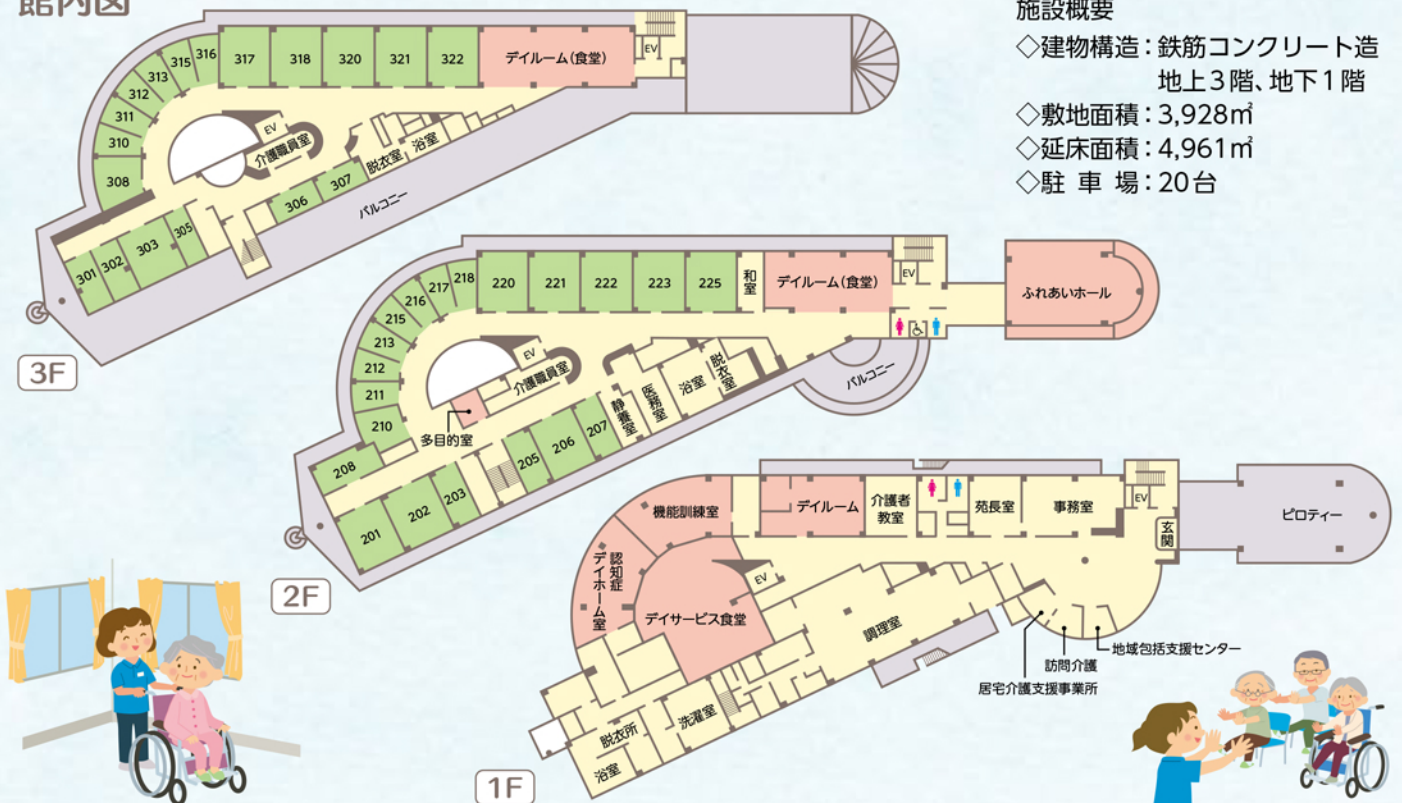 館内図
施設概要
◇建物構造：鉄筋コンクリート造
地上3階、地下1階
◇敷地面積：3,928㎡
◇延床面積：4,961㎡
◇駐車場：20台
316
315
313
312
311
310
308
317
318
320
321
322
デイルーム（食堂）
EV
EV
介護職員室
脱衣室
浴室
307
306
305
303
302
301
バルコニー
3F
218
217
216
215
213
212
211
210
208
220
221
222
223
225
和室
デイルーム（食堂）
EV
ふれあいホール
EV
介護職員室
多目的室
脱衣室
浴室
医務室
静養室
207
206
205
203
202
201
バルコニー
2F
機能訓練室
デイルーム
介護者
教室
苑長室
事務室
EV
玄関
ピロティー
認知症
デイホーム室
デイサービス食堂
EV
調理室
地域包括支援センター
訪問介護
居宅介護支援事業所
洗濯室
脱衣所
浴室
1F